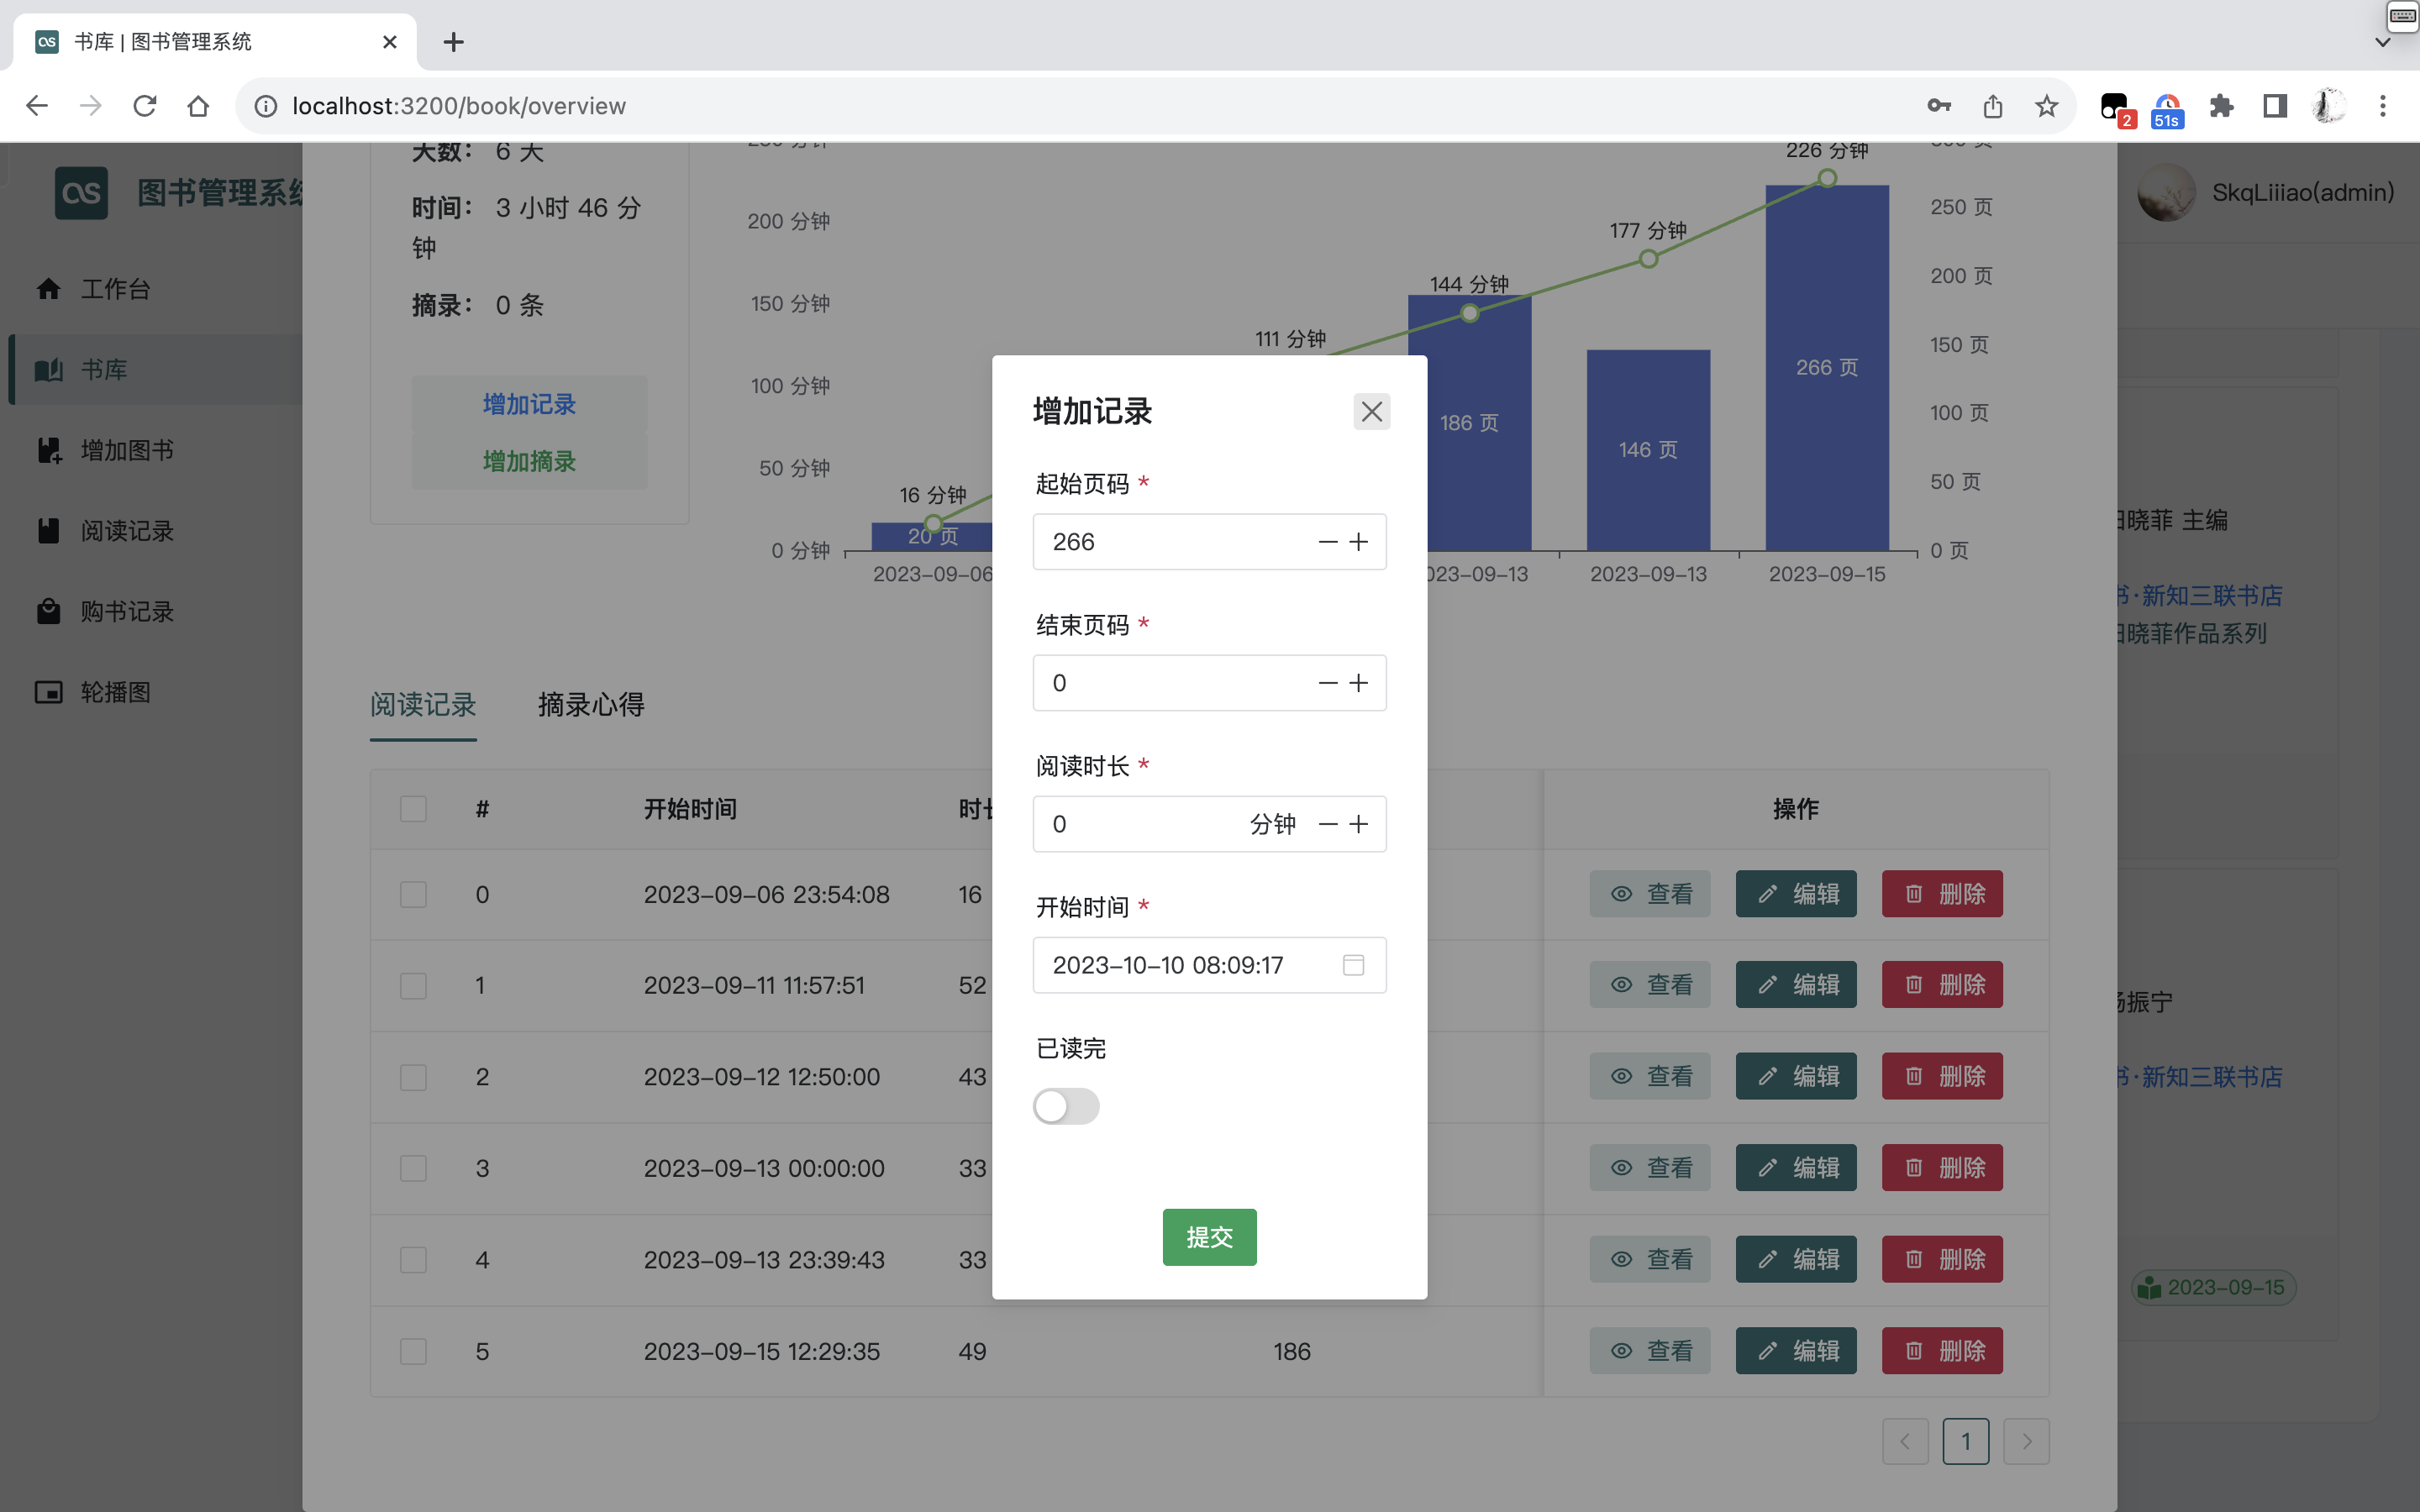 书库 | 图书管理系统
localhost:3200/book/overview
2
51s
图书管理系统
SkqLiiiao(admin)
工作台
书库
增加图书
阅读记录
购书记录
轮播图
天数： 6 天
时间： 3 小时 46 分
钟
摘录： 0 条
增加记录
增加摘录
200 分钟
150 分钟
100 分钟
50 分钟
0 分钟
16 分钟
111 分钟
144 分钟
177 分钟
226 分钟
20 页
186 页
146 页
266 页
250 页
200 页
150 页
100 页
50 页
0 页
2023-09-06
023-09-13
2023-09-13
2023-09-15
增加记录
起始页码 *
266
结束页码 *
0
阅读时长 *
0 分钟
开始时间 *
2023-10-10 08:09:17
已读完
提交
阅读记录 摘录心得
# 开始时间 时长 操作
0 2023-09-06 23:54:08 16 查看 编辑 删除
1 2023-09-11 11:57:51 52 查看 编辑 删除
2 2023-09-12 12:50:00 43 查看 编辑 删除
3 2023-09-13 00:00:00 33 查看 编辑 删除
4 2023-09-13 23:39:43 33 查看 编辑 删除
5 2023-09-15 12:29:35 49 186 查看 编辑 删除
1
晓菲 主编
·新知三联书店
晓菲作品系列
振宁
·新知三联书店
2023-09-15